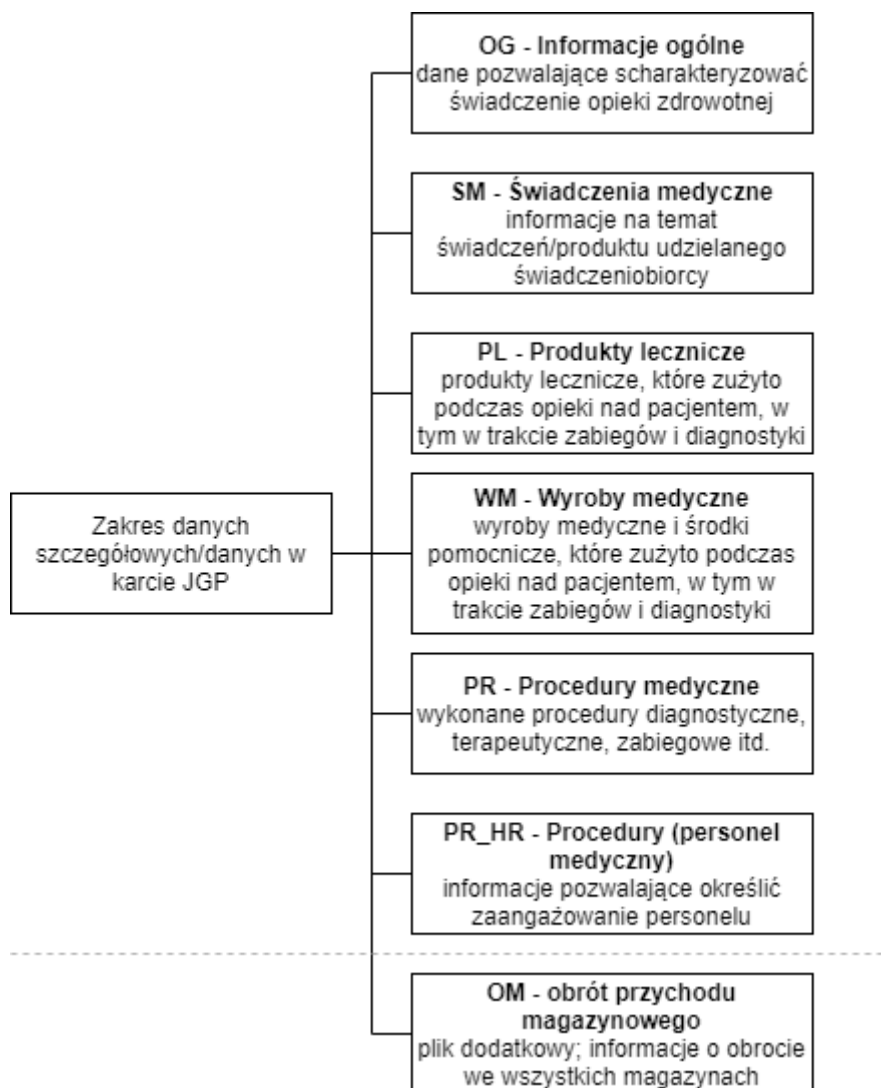 OG - Informacje ogólne
dane pozwalające scharakteryzować
świadczenie opieki zdrowotnej
SM - Świadczenia medyczne
informacje na temat
świadczeń/produktu udzielanego
świadczeniobiorcy
PL - Produkty lecznicze
produkty lecznicze, które zużyto
podczas opieki nad pacjentem, w
tym w trakcie zabiegów i diagnostyki
Zakres danych
szczegółowych/danych w
karcie JGP
WM - Wyroby medyczne
wyroby medyczne i środki
pomocnicze, które zużyto podczas
opieki nad pacjentem, w tym w
trakcie zabiegów i diagnostyki
PR - Procedury medyczne
wykonane procedury diagnostyczne,
terapeutyczne, zabiegowe itd.
PR_HR - Procedury (personel
medyczny)
informacje pozwalające określić
zaangażowanie personelu
OM - obrót przychodu
magazynowego
plik dodatkowy; informacje o obrocie
we wszystkich magazynach